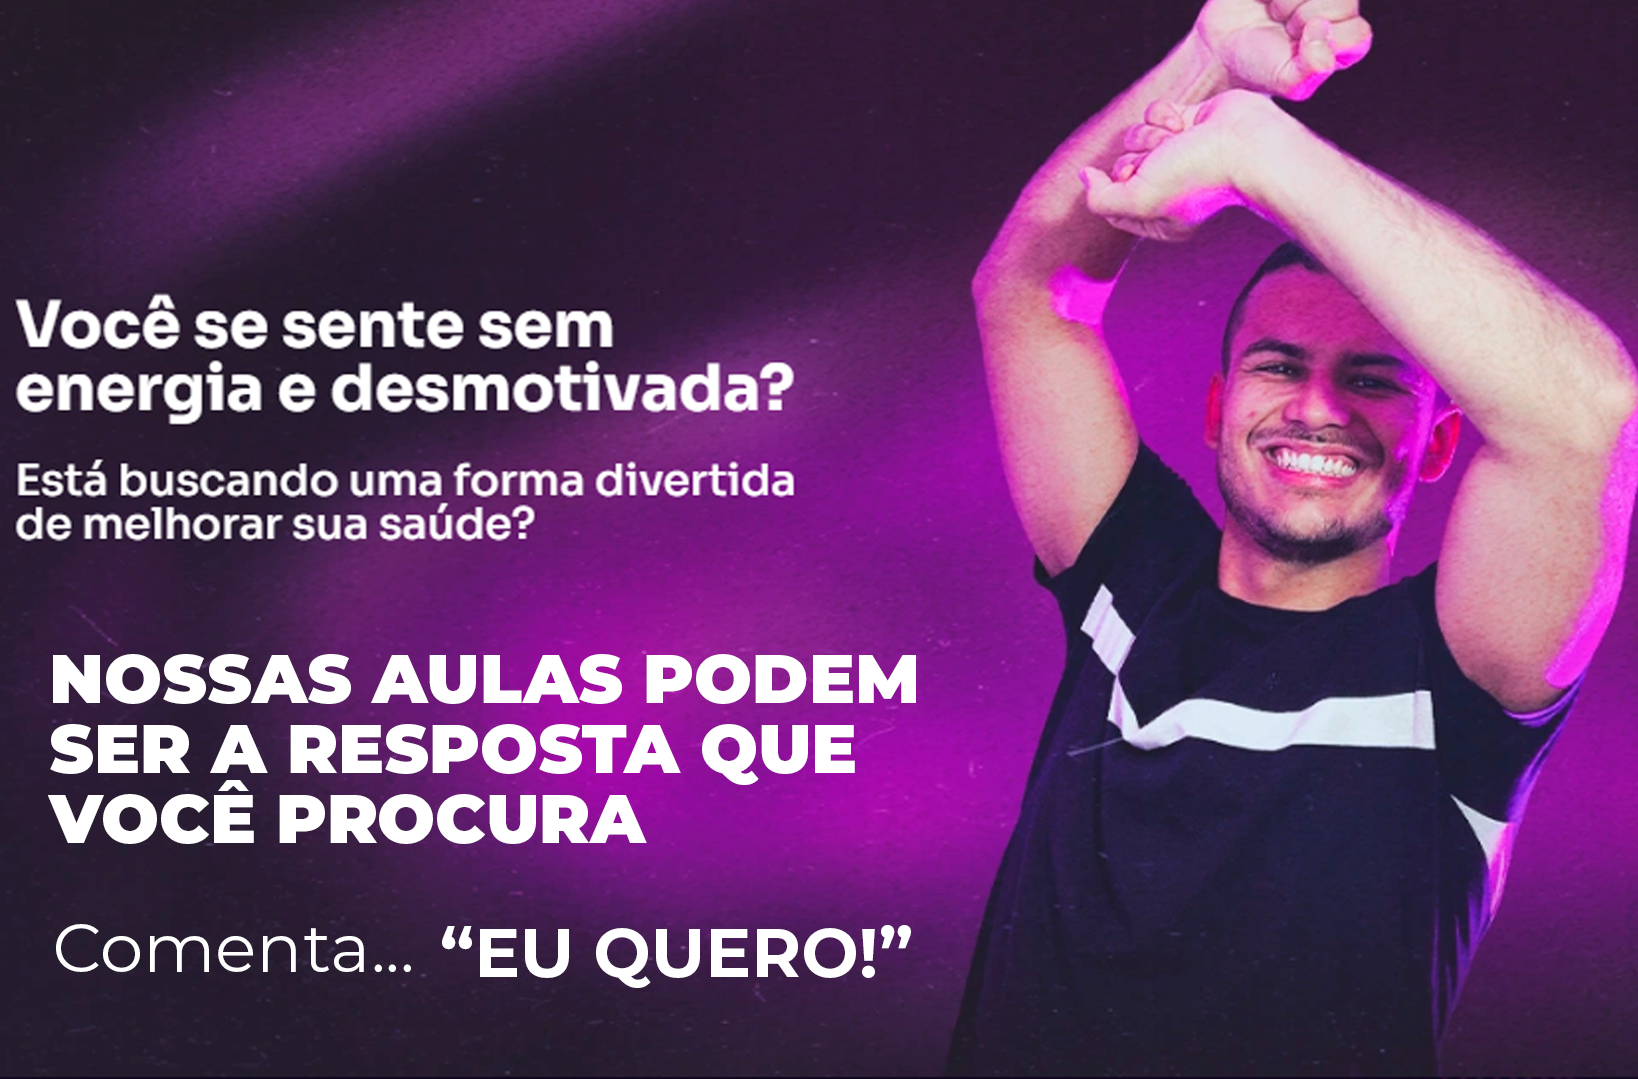 Você se sente sem
energia e desmotivada?
Está buscando uma forma divertida
de melhorar sua saúde?
NOSSAS AULAS PODEM
SER A RESPOSTA QUE
VOCÊ PROCURA
Comenta... “EU QUERO!”